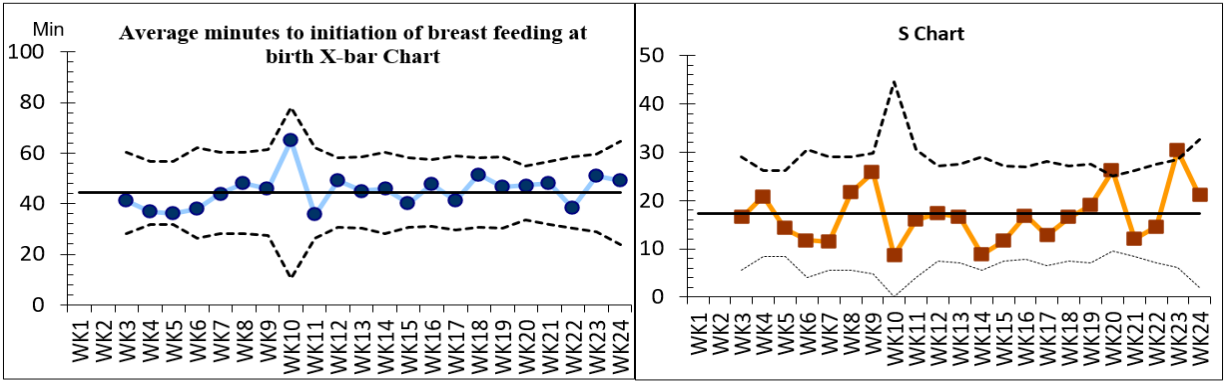 Min
Average minutes to initiation of breast feeding at
birth X-bar Chart
100
80
60
40
20
0
WK1
WK2
WK3
WK4
WK5
WK6
WK7
WK8
WK9
WK10
WK11
WK12
WK13
WK14
WK15
WK16
WK17
WK18
WK19
WK20
WK21
WK22
WK23
WK24
S Chart
50
40
30
20
10
0
WK1
WK2
WK3
WK4
WK5
WK6
WK7
WK8
WK9
WK10
WK11
WK12
WK13
WK14
WK15
WK16
WK17
WK18
WK19
WK20
WK21
WK22
WK23
WK24